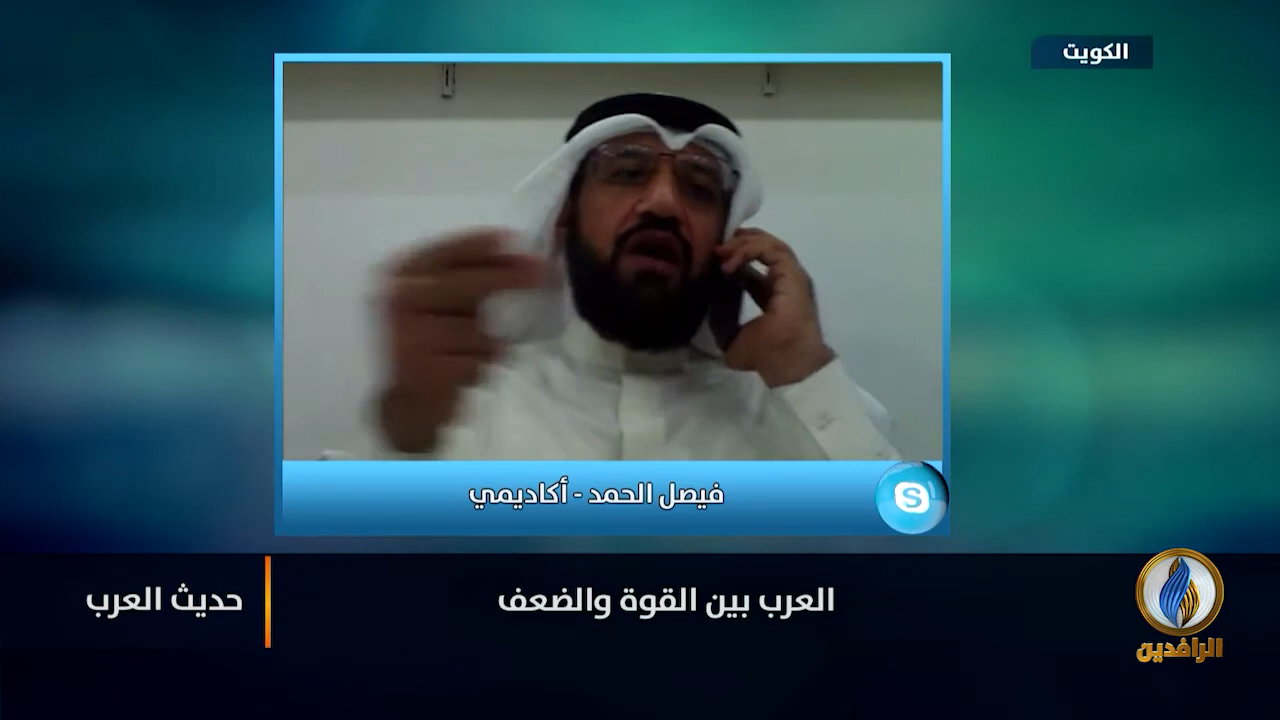 الكويت
فيصل الحمد - أكاديمي
العرب بين القوة والضعف
حديث العرب
الرافدين